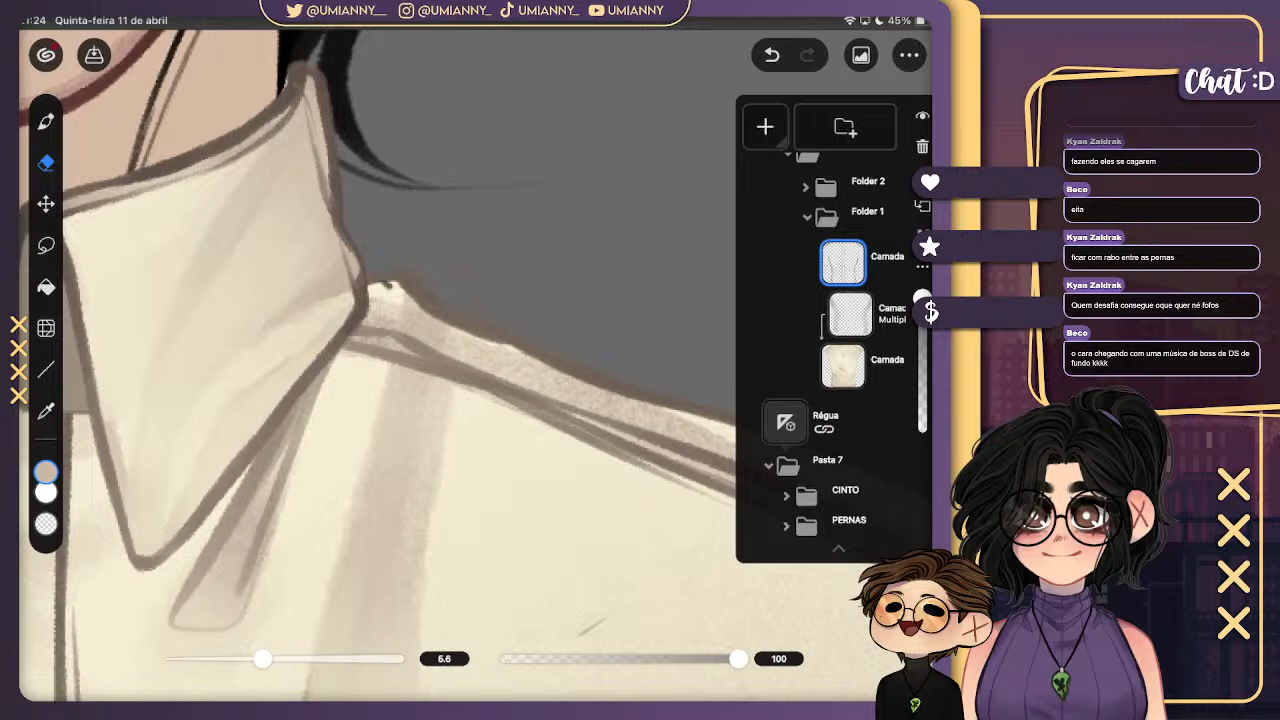 :24 Quinta-feira 11 de abril
@UMIANNY__ @UMIANNY_ UMIANNY_ UMIANNY
45%
Chat :D
Folder 2
Folder 1
Camada
Camac
Multipl
Camada
Régua
Pasta 7
CINTO
PERNAS
5.6
100
Kyan Zaldrak
fazendo eles se cagarem
Beco
eita
Kyan Zaldrak
ficar com rabo entre as pernas
Kyan Zaldrak
Quem desafia consegue oque quer né fofos
Beco
o cara chegando com uma música de boss de DS de
fundo kkkk